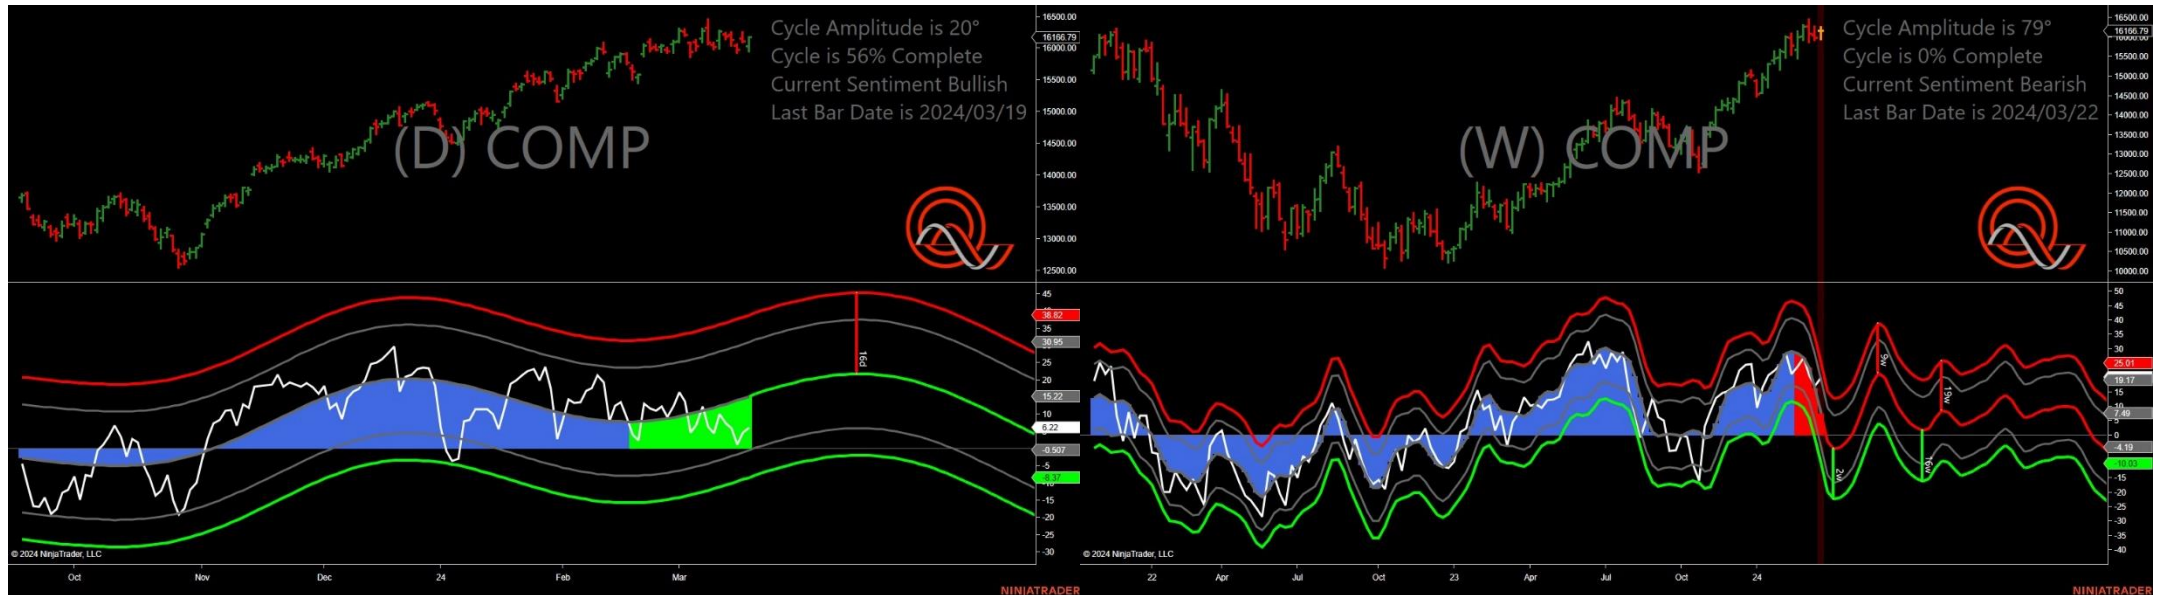 Cycle Amplitude is 20°
Cycle is 56% Complete
Current Sentiment Bullish
Last Bar Date is 2024/03/19
(D) COMP
16500.00
16166.79
16000.00
15500.00
15000.00
14500.00
14000.00
13500.00
13000.00
12500.00
45
38.82
35
30.95
25
20
15.22
10
6.22
-0.507
-5
-8.37
-15
-20
-25
-30
16d
© 2024 NinjaTrader, LLC
Oct Nov Dec 24 Feb Mar
NINJATRADER
Cycle Amplitude is 79°
Cycle is 0% Complete
Current Sentiment Bearish
Last Bar Date is 2024/03/22
(W) COMP
16500.00
16166.79
15500.00
15000.00
14500.00
14000.00
13500.00
13000.00
12500.00
12000.00
11500.00
11000.00
10500.00
10000.00
50
45
40
35
30
25.01
19.17
15
7.49
5
0
-4.19
-10.03
-15
-20
-25
-30
-35
-40
9w
19w
2w
16w
© 2024 NinjaTrader, LLC
22 Apr Jul Oct 23 Apr Jul Oct 24
NINJATRADER